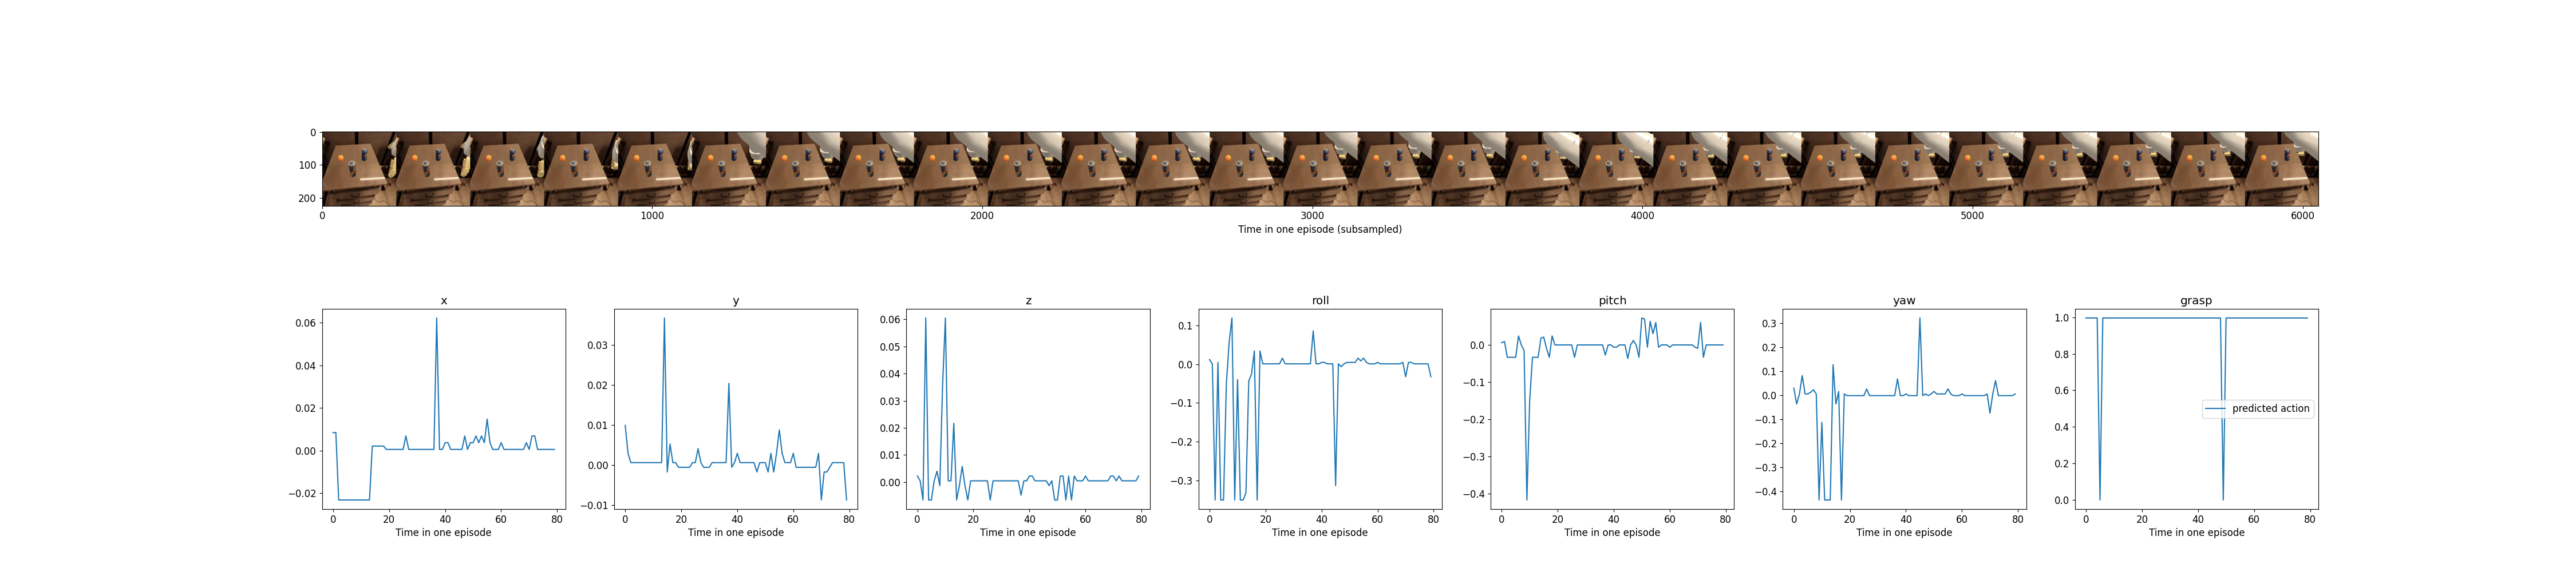 0
100
200
0 1000 2000 3000 4000 5000 6000
Time in one episode (subsampled)
x
0.06
0.04
0.02
0.00
−0.02
0 20 40 60 80
Time in one episode
y
0.03
0.02
0.01
0.00
−0.01
0 20 40 60 80
Time in one episode
z
0.06
0.05
0.04
0.03
0.02
0.01
0.00
0 20 40 60 80
Time in one episode
roll
0.1
0.0
−0.1
−0.2
−0.3
0 20 40 60 80
Time in one episode
pitch
0.0
−0.1
−0.2
−0.3
−0.4
0 20 40 60 80
Time in one episode
yaw
0.3
0.2
0.1
0.0
−0.1
−0.2
−0.3
−0.4
0 20 40 60 80
Time in one episode
grasp
1.0
0.8
0.6
0.4
0.2
0.0
predicted action
0 20 40 60 80
Time in one episode